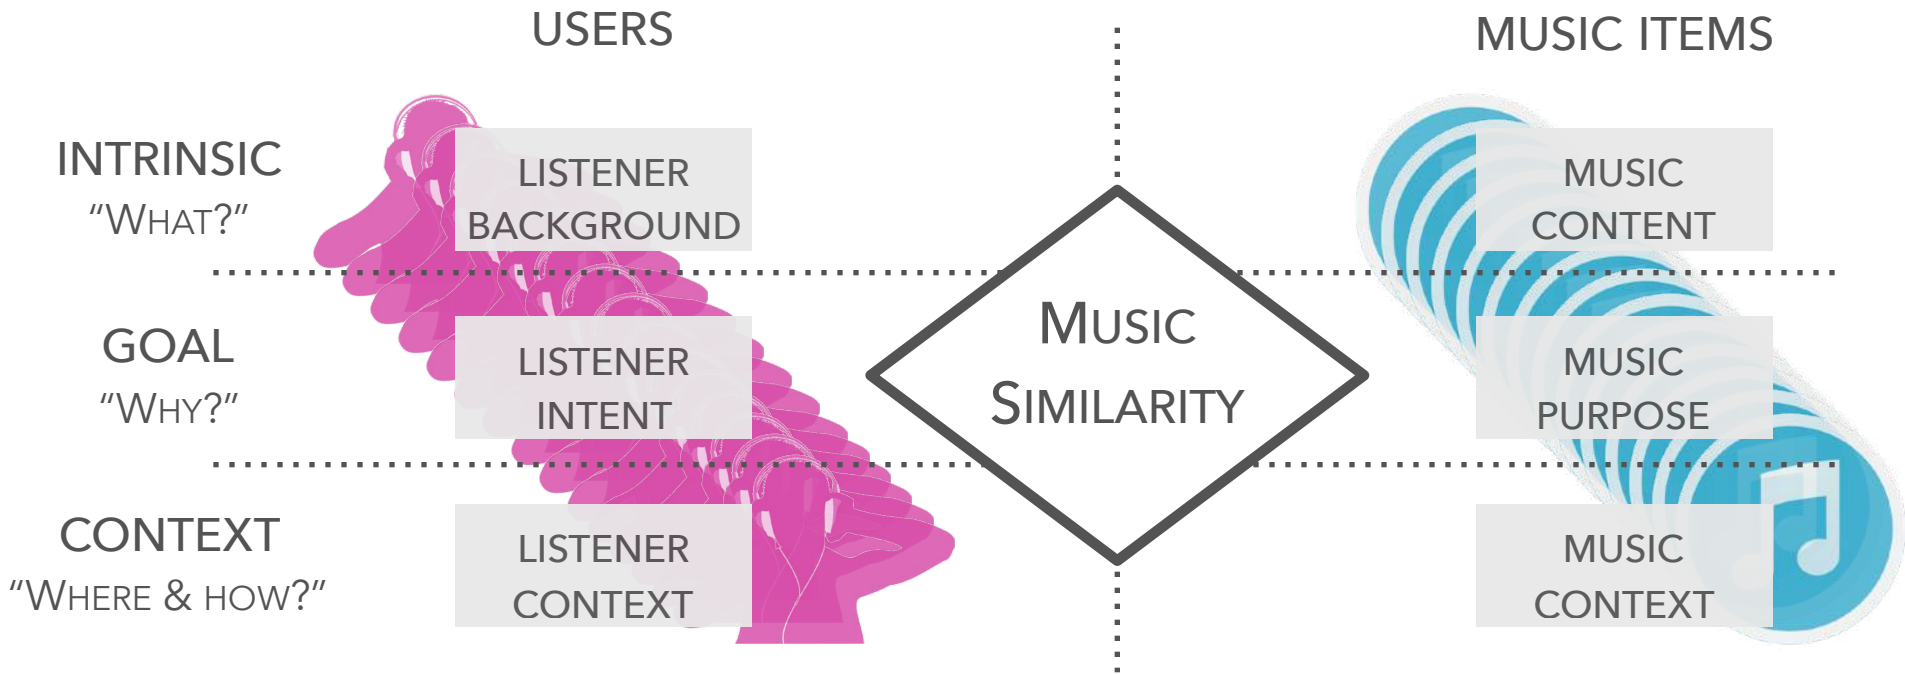 USERS
MUSIC ITEMS
INTRINSIC
“WHAT?”
LISTENER
BACKGROUND
MUSIC
CONTENT
GOAL
“WHY?”
LISTENER
INTENT
MUSIC
SIMILARITY
MUSIC
PURPOSE
CONTEXT
“WHERE & HOW?”
LISTENER
CONTEXT
MUSIC
CONTEXT